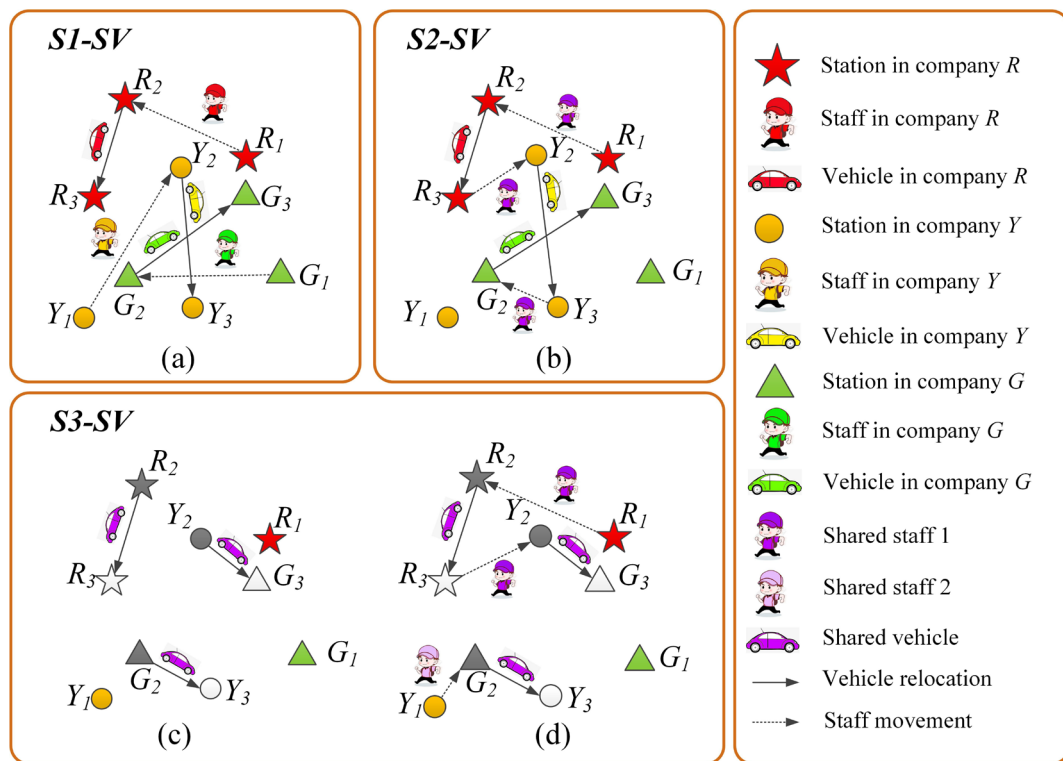 S1-SV
R2
R1
Y2
R3
G3
G2
G1
Y1
Y3
(a)
S2-SV
R2
R1
Y2
R3
G3
G2
G1
Y1
Y3
(b)
S3-SV
R2
Y2
R1
R3
G3
G2
G1
Y1
Y3
(c)
R2
Y2
R1
R3
G3
G2
G1
Y1
Y3
(d)
Station in company R
Staff in company R
Vehicle in company R
Station in company Y
Staff in company Y
Vehicle in company Y
Station in company G
Staff in company G
Vehicle in company G
Shared staff 1
Shared staff 2
Shared vehicle
Vehicle relocation
Staff movement